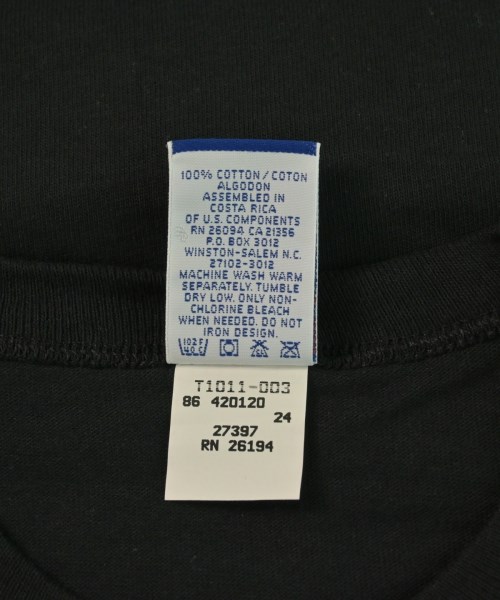 100% COTTON / COTON
ALGODON
ASSEMBLED IN
COSTA RICA
OF U.S. COMPONENTS
RN 26094 CA 21356
P.O. BOX 3012
WINSTON-SALEM N.C.
27102-3012
MACHINE WASH WARM
SEPARATELY. TUMBLE
DRY LOW. ONLY NON-
CHLORINE BLEACH
WHEN NEEDED. DO NOT
IRON DESIGN.
102 F
T1011-003
86 420120
24
27397
RN 26194